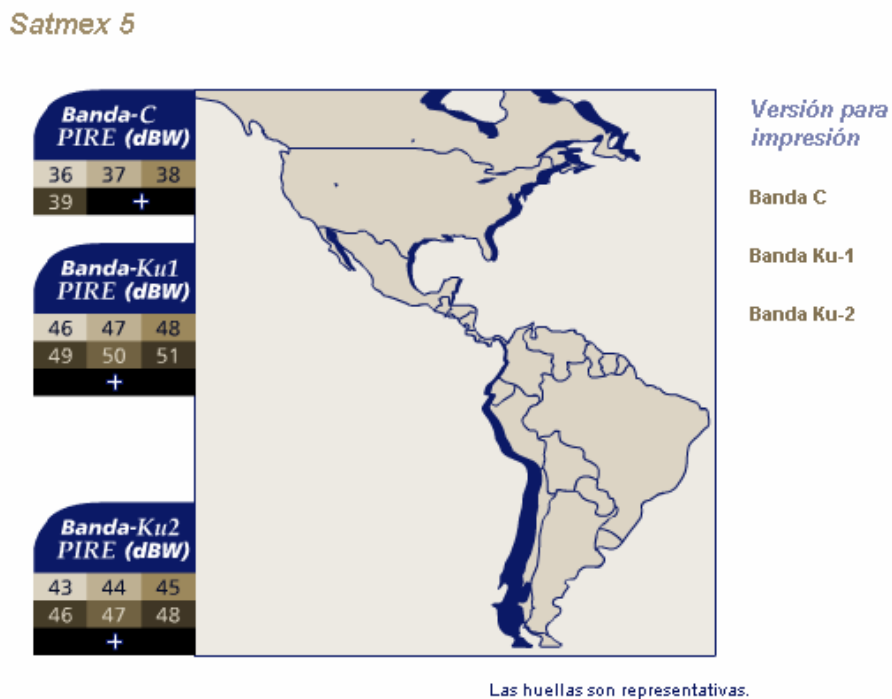 Satmex 5
Banda-C
PIRE (dBW)
36 37 38
39 +
Banda-Ku1
PIRE (dBW)
46 47 48
49 50 51
+
Banda-Ku2
PIRE (dBW)
43 44 45
46 47 48
+
Versión para
impresión
Banda C
Banda Ku-1
Banda Ku-2
Las huellas son representativas.